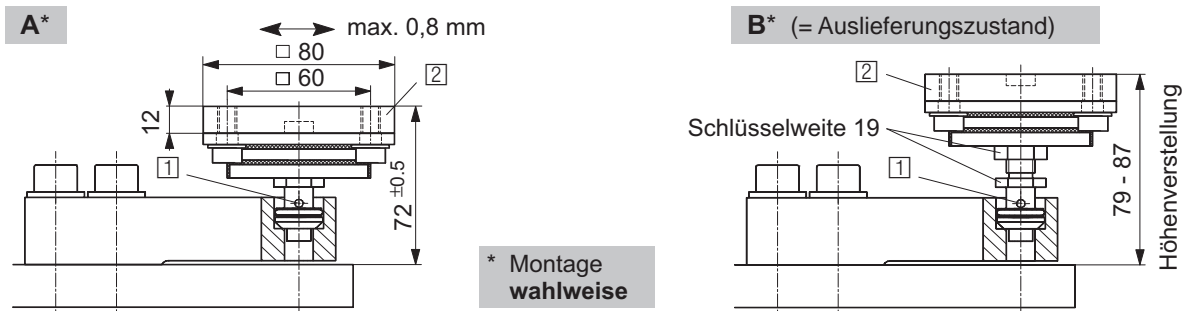 A*
max. 0,8 mm
□ 80
□ 60
2
12
1
72 ±0.5
* Montage
wahlweise
B* (= Auslieferungszustand)
2
Schlüsselweite 19
1
79 - 87
Höhenverstellung